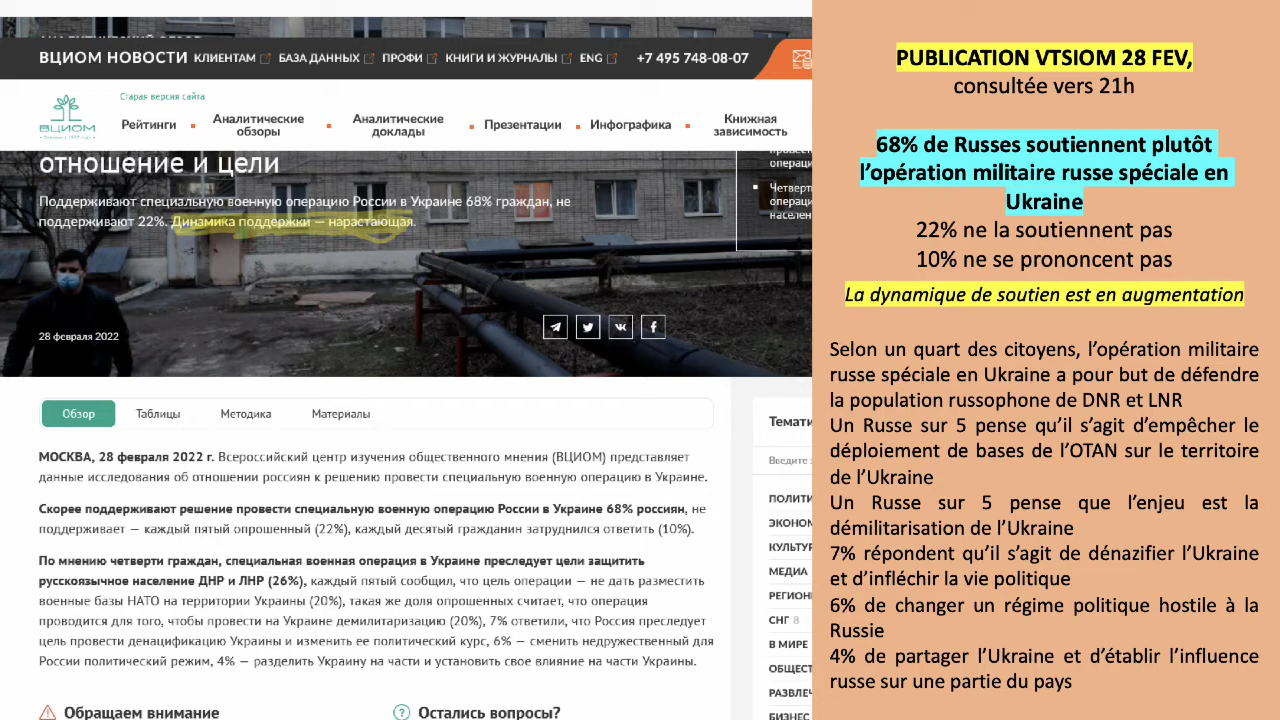 ВЦИОМ НОВОСТИ КЛИЕНТАМ БАЗА ДАННЫХ ПРОФИ КНИГИ И ЖУРНАЛЫ ENG +7 495 748-08-07
Старая версия сайта
ВЦИОМ
Рейтинги
Аналитические
обзоры
Аналитические
доклады
Презентации
Инфографика
Книжная
зависимость
отношение и цели
Поддерживают специальную военную операцию России в Украине 68% граждан, не
поддерживают 22%. Динамика поддержки — нарастающая.
28 февраля 2022
операци
Четверть
операци
населен
Обзор Таблицы Методика Материалы
МОСКВА, 28 февраля 2022 г. Всероссийский центр изучения общественного мнения (ВЦИОМ) представляет
данные исследования об отношении россиян к решению провести специальную военную операцию в Украине.
Скорее поддерживают решение провести специальную военную операцию России в Украине 68% россиян, не
поддерживает — каждый пятый опрошенный (22%), каждый десятый гражданин затруднился ответить (10%).
По мнению четверти граждан, специальная военная операция в Украине преследует цели защитить
русскоязычное население ДНР и ЛНР (26%), каждый пятый сообщил, что цель операции — не дать разместить
военные базы НАТО на территории Украины (20%), такая же доля опрошенных считает, что операция
проводится для того, чтобы провести на Украине демилитаризацию (20%), 7% ответили, что Россия преследует
цель провести денацификацию Украины и изменить ее политический курс, 6% — сменить недружественный для
России политический режим, 4% — разделить Украину на части и установить свое влияние на части Украины.
Обращаем внимание
Остались вопросы?
Темати
Введите
ПОЛИТИ
ЭКОНОМ
КУЛЬТУР
МЕДИА
РЕГИОН
СНГ 8
В МИРЕ
ОБЩЕСТ
РАЗВЛЕЧ
БИЗНЕС
PUBLICATION VTSIOM 28 FEV,
consultée vers 21h
68% de Russes soutiennent plutôt
l’opération militaire russe spéciale en
Ukraine
22% ne la soutiennent pas
10% ne se prononcent pas
La dynamique de soutien est en augmentation
Selon un quart des citoyens, l’opération militaire
russe spéciale en Ukraine a pour but de défendre
la population russophone de DNR et LNR
Un Russe sur 5 pense qu’il s’agit d’empêcher le
déploiement de bases de l’OTAN sur le territoire
de l’Ukraine
Un Russe sur 5 pense que l’enjeu est la
démilitarisation de l’Ukraine
7% répondent qu’il s’agit de dénazifier l’Ukraine
et d’infléchir la vie politique
6% de changer un régime politique hostile à la
Russie
4% de partager l’Ukraine et d’établir l’influence
russe sur une partie du pays